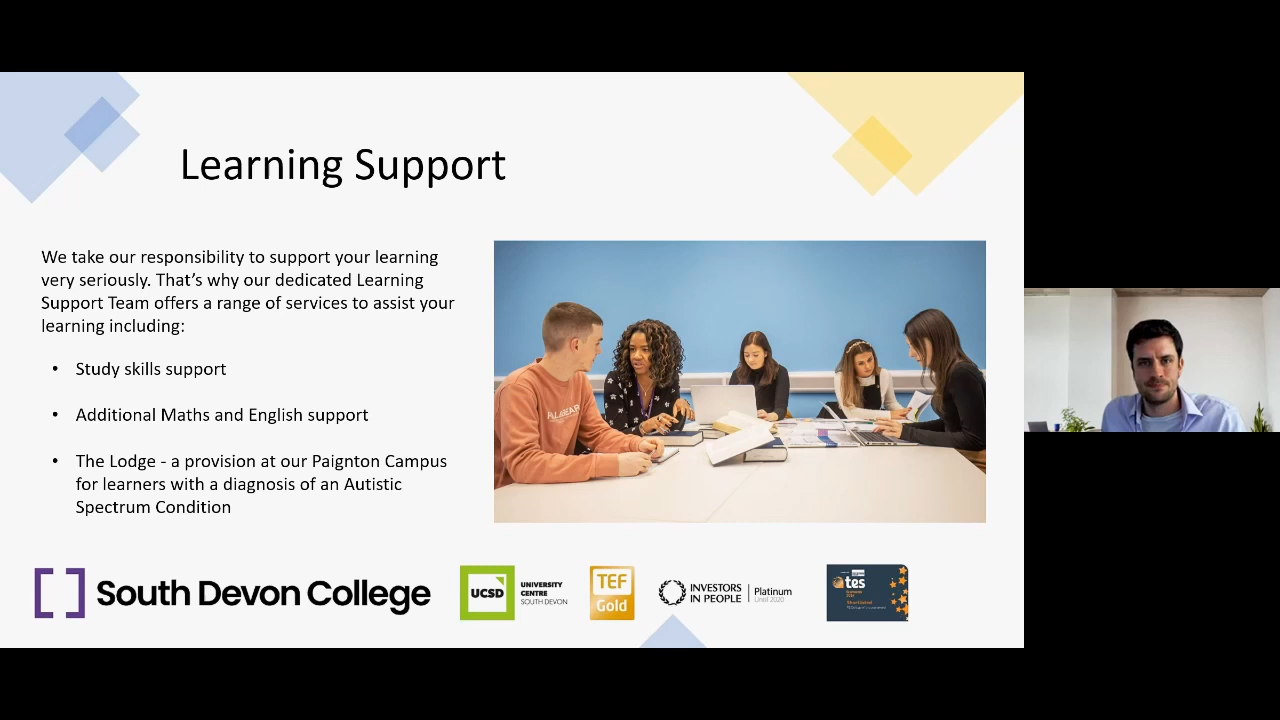 Learning Support
We take our responsibility to support your learning
very seriously. That’s why our dedicated Learning
Support Team offers a range of services to assist your
learning including:
• Study skills support
• Additional Maths and English support
• The Lodge - a provision at our Paignton Campus
for learners with a diagnosis of an Autistic
Spectrum Condition
South Devon College
UCSD
UNIVERSITY
CENTRE
SOUTH DEVON
TEF
Gold
INVESTORS
IN PEOPLE
Platinum
Until 2020
tes